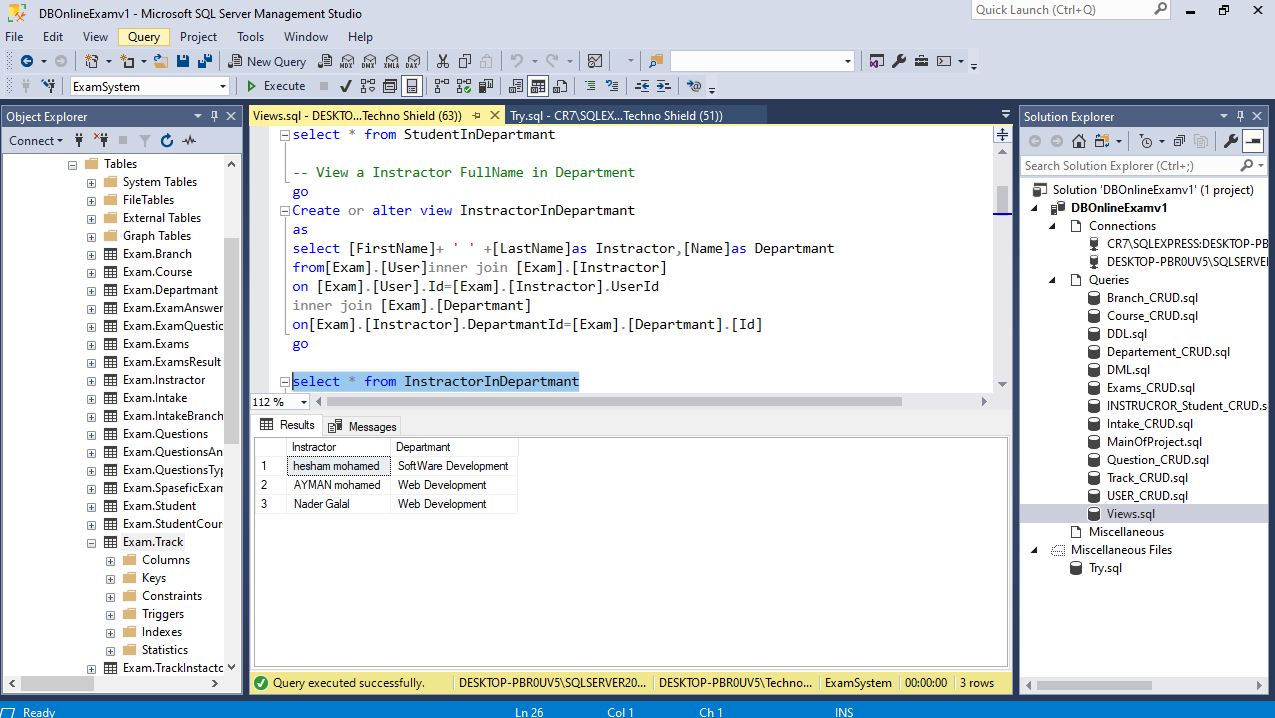 DBOnlineExamv1 - Microsoft SQL Server Management Studio
Quick Launch (Ctrl+Q)
File Edit View Query Project Tools Window Help
New Query MDX DMX XMLA DAX
ExamSystem Execute
Object Explorer
Connect
Tables
System Tables
FileTables
External Tables
Graph Tables
Exam.Branch
Exam.Course
Exam.Departmant
Exam.ExamAnswer
Exam.ExamQuestic
Exam.Exams
Exam.ExamsResult
Exam.Instructor
Exam.Intake
Exam.IntakeBranch
Exam.Questions
Exam.QuestionsAn
Exam.QuestionsTyp
Exam.SpaseficExam
Exam.Student
Exam.StudentCour
Exam.Track
Columns
Keys
Constraints
Triggers
Indexes
Statistics
Exam.TrackInstacto
Views.sql - DESKTO...Techno Shield (63))
Try.sql - CR7\SQLEX...Techno Shield (51))
select * from StudentInDepartmant
-- View a Instractor FullName in Department
go
Create or alter view InstractorInDepartmant
as
select [FirstName]+ ' ' +[LastName]as Instractor,[Name]as Departmant
from[Exam].[User]inner join [Exam].[Instractor]
on [Exam].[User].Id=[Exam].[Instractor].UserId
inner join [Exam].[Departmant]
on[Exam].[Instractor].DepartmantId=[Exam].[Departmant].[Id]
go
select * from InstractorInDepartmant
112 %
Results Messages
Instractor Departmant
1 hesham mohamed SoftWare Development
2 AYMAN mohamed Web Development
3 Nader Galal Web Development
Query executed successfully. DESKTOP-PBR0UV5\SQLSERVER20... DESKTOP-PBR0UV5\Techno... ExamSystem 00:00:00 3 rows
Solution Explorer
Search Solution Explorer (Ctrl+;)
Solution 'DBOnlineExamv1' (1 project)
DBOnlineExamv1
Connections
CR7\SQLEXPRESS:DESKTOP-PB
DESKTOP-PBR0UV5\SQLSERVER
Queries
Branch_CRUD.sql
Course_CRUD.sql
DDL.sql
Departement_CRUD.sql
DML.sql
Exams_CRUD.sql
INSTRUCROR_Student_CRUD.s
Intake_CRUD.sql
MainOfProject.sql
Question_CRUD.sql
Track_CRUD.sql
USER_CRUD.sql
Views.sql
Miscellaneous
Miscellaneous Files
Try.sql
Ready Ln 26 Col 1 Ch 1 INS